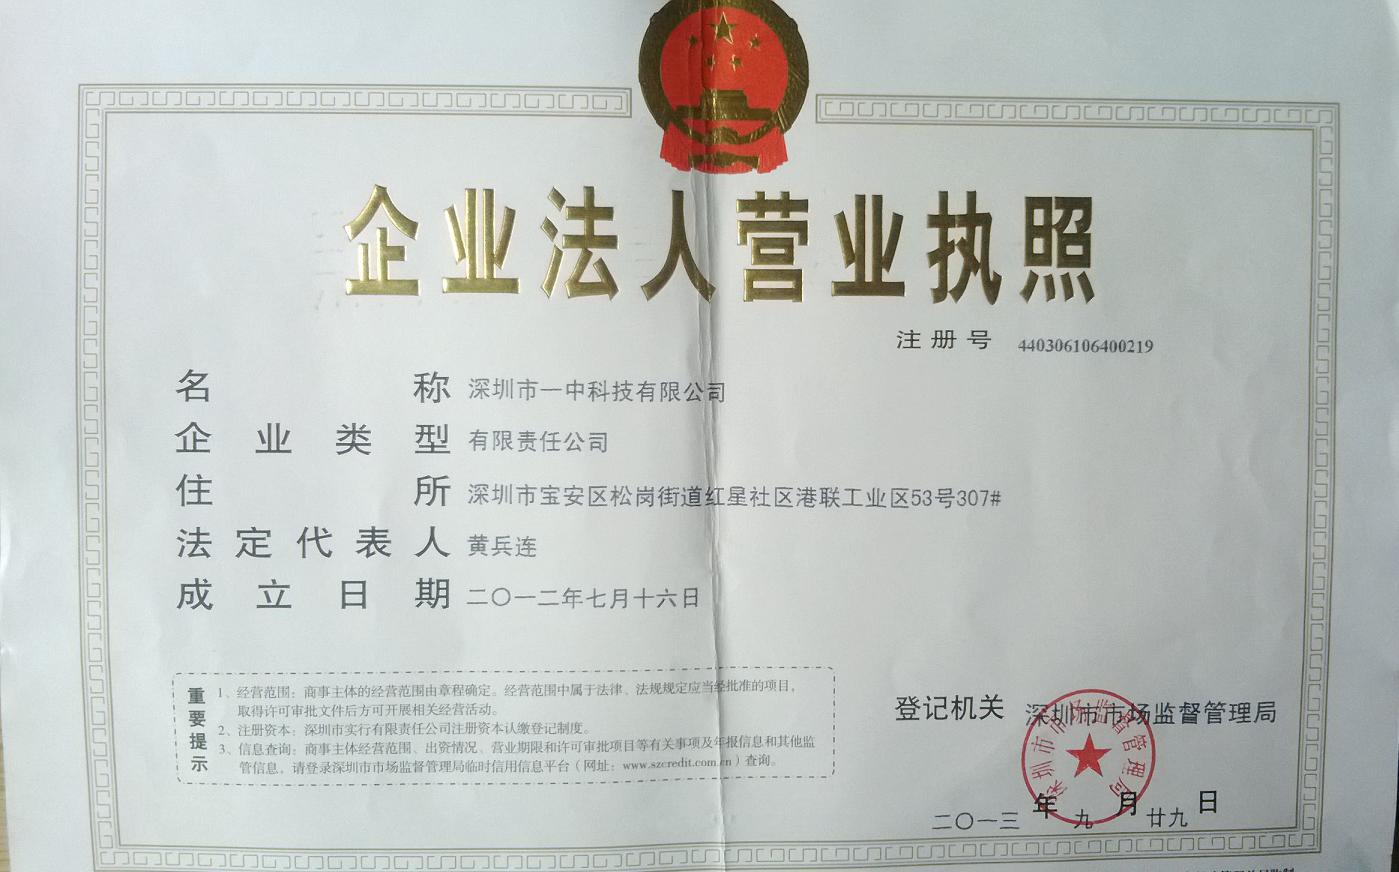 企业法人营业执照
注册号 440306106400219
名称 深圳市一中科技有限公司
企业类型 有限责任公司
住所 深圳市宝安区松岗街道红星社区港联工业区53号307#
法定代表人 黄兵连
成立日期 二〇一二年七月十六日
重要提示
1、经营范围：商事主体的经营范围由章程确定。经营范围中属于法律、法规规定应当经批准的项目，
取得许可审批文件后方可开展相关经营活动。
2、注册资本：深圳市实行有限责任公司注册资本认缴登记制度。
3、信息查询：商事主体经营范围、出资情况、营业期限和许可审批项目等有关事项及年报信息和其他监
管信息，请登录深圳市市场监督管理局临时信用信息平台（网址：www.szcredit.com.cn）查询。
登记机关 深圳市市场监督管理局
深圳市市场监督管理局
二〇一三年九月廿九日